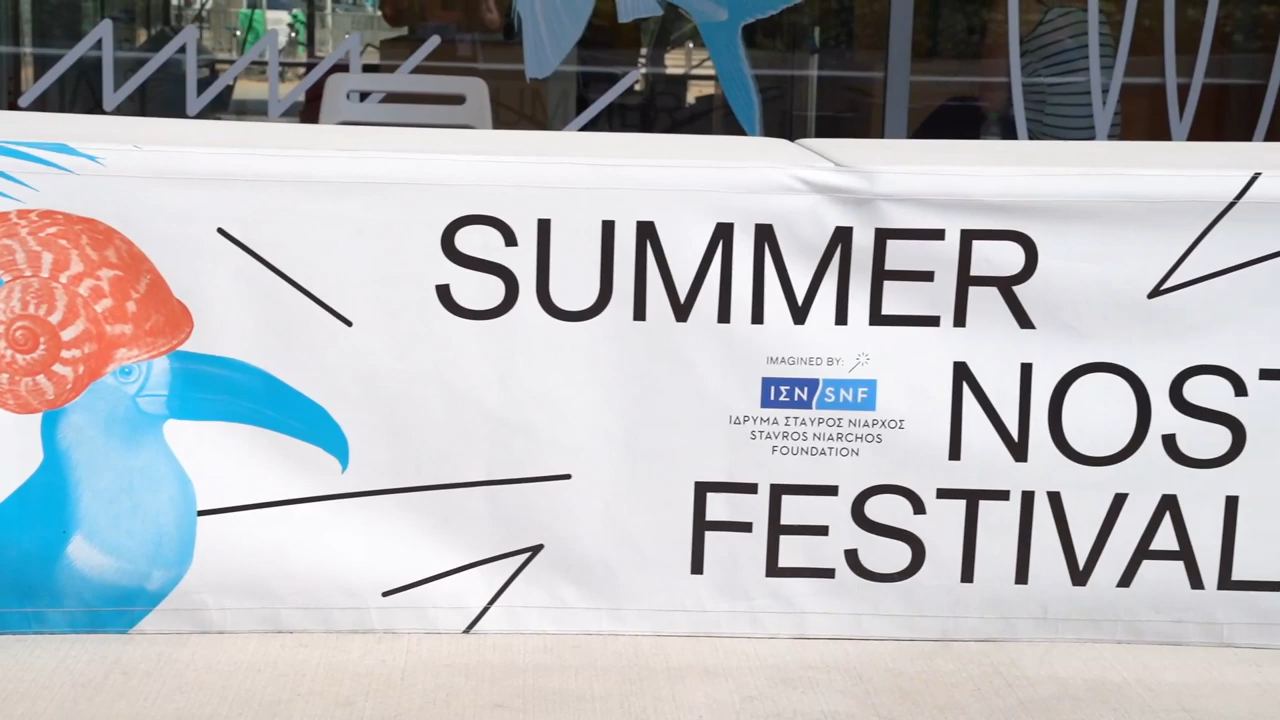 SUMMER
IMAGINED BY:
ΙΣΝ/SNF
ΙΔΡΥΜΑ ΣΤΑΥΡΟΣ ΝΙΑΡΧΟΣ
STAVROS NIARCHOS
FOUNDATION
NOST
FESTIVAL